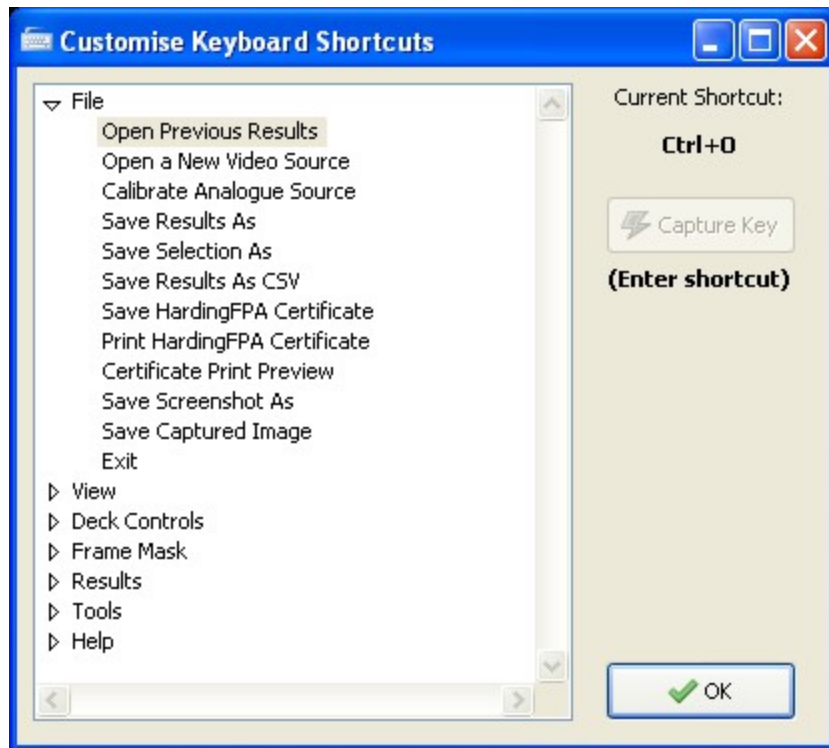 Customise Keyboard Shortcuts
File
Open Previous Results
Open a New Video Source
Calibrate Analogue Source
Save Results As
Save Selection As
Save Results As CSV
Save HardingFPA Certificate
Print HardingFPA Certificate
Certificate Print Preview
Save Screenshot As
Save Captured Image
Exit
View
Deck Controls
Frame Mask
Results
Tools
Help
Current Shortcut:
Ctrl+O
Capture Key
(Enter shortcut)
OK